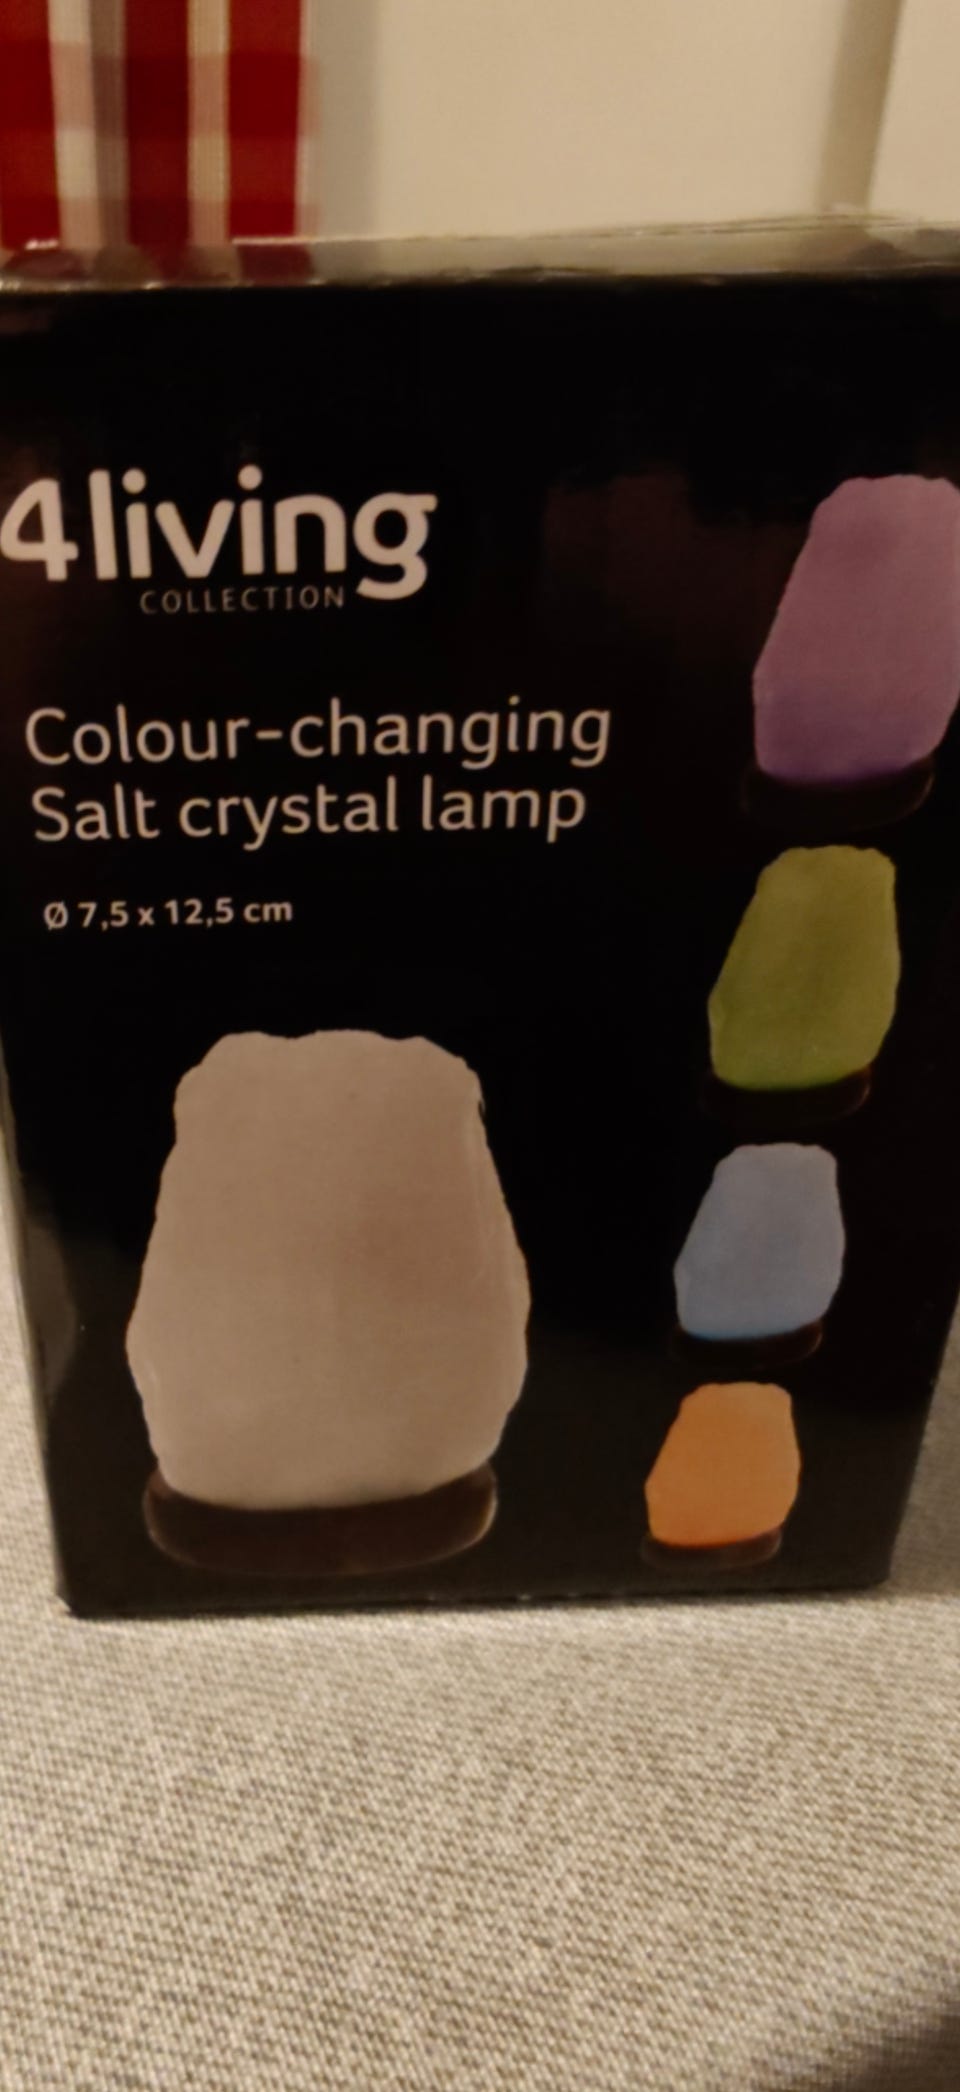 4living
COLLECTION
Colour-changing
Salt crystal lamp
Ø 7,5 x 12,5 cm